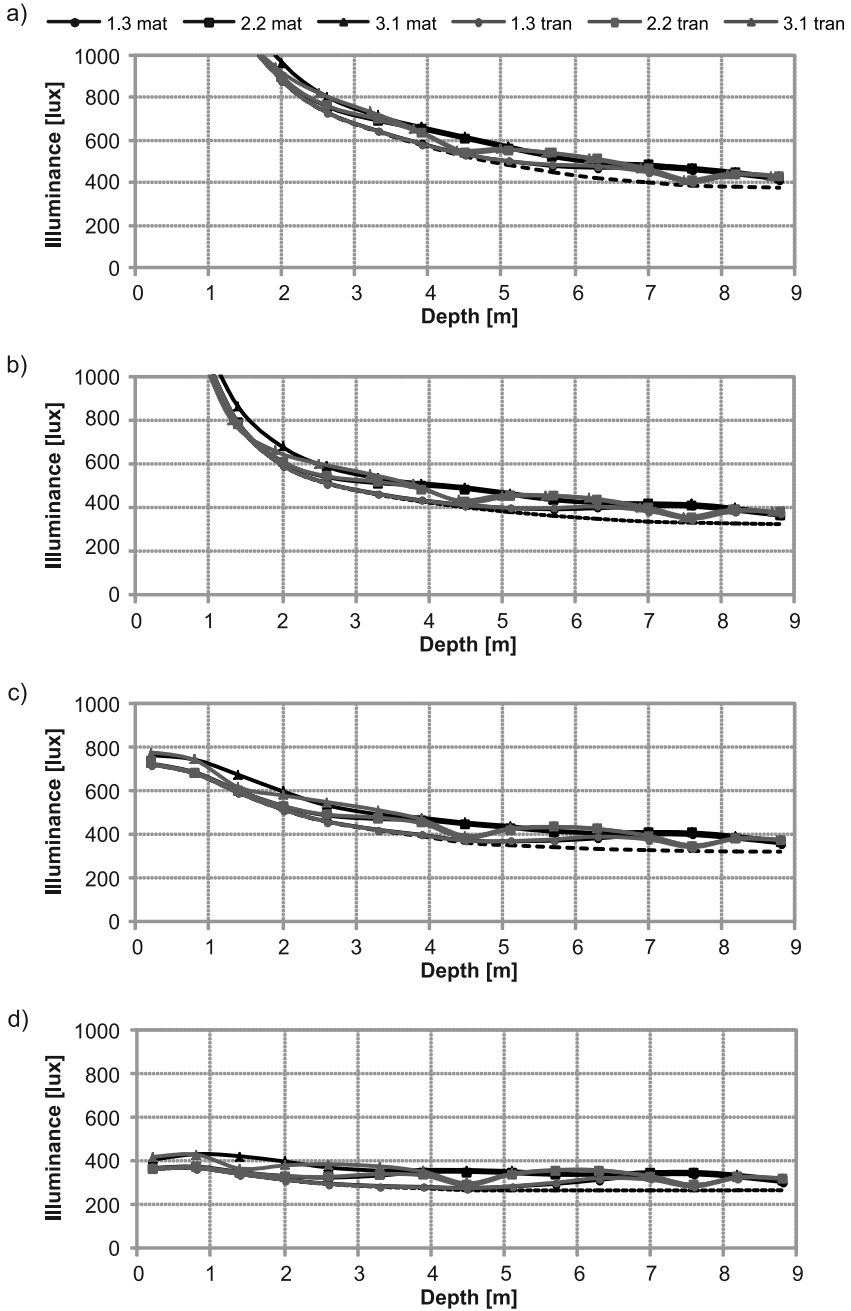 a)
1.3 mat 2.2 mat 3.1 mat 1.3 tran 2.2 tran 3.1 tran
Illuminance [lux]
1000
800
600
400
200
0
0 1 2 3 4 5 6 7 8 9
Depth [m]
b)
Illuminance [lux]
1000
800
600
400
200
0
0 1 2 3 4 5 6 7 8 9
Depth [m]
c)
Illuminance [lux]
1000
800
600
400
200
0
0 1 2 3 4 5 6 7 8 9
Depth [m]
d)
Illuminance [lux]
1000
800
600
400
200
0
0 1 2 3 4 5 6 7 8 9
Depth [m]